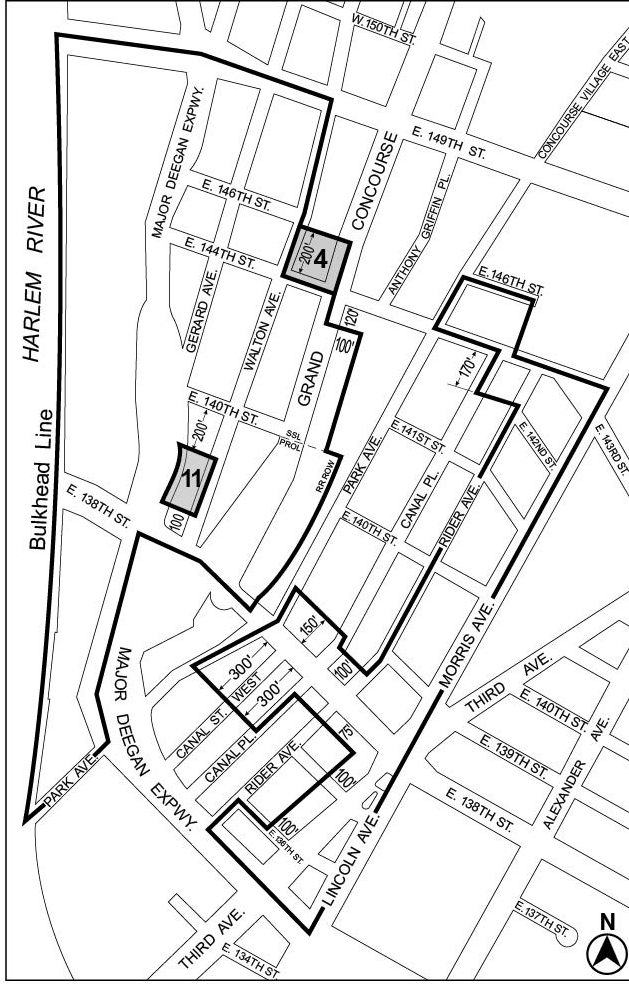 W.150TH ST.
CONCOURSE VILLAGE EAST
MAJOR DEEGAN EXPWY.
CONCOURSE
E. 149TH ST.
E. 146TH ST.
ANTHONY GRIFFIN PL.
HARLEM RIVER
E. 144TH ST.
200'
4
E. 146TH ST.
GERARD AVE.
WALTON AVE.
120'
100'
GRAND
170'
E. 140TH ST.
200'
SSL
PROL
E. 141ST ST.
E. 142ND ST.
E. 143RD ST.
PARK AVE.
RR ROW
CANAL PL.
RIDER AVE.
11
Bulkhead Line
E. 138TH ST.
100'
E. 140TH ST.
MORRIS AVE.
150'
100'
300'
WEST
300'
THIRD AVE.
MAJOR DEEGAN EXPWY.
CANAL ST.
CANAL PL.
RIDER AVE.
75'
100'
E. 140TH ST.
E. 139TH ST.
ALEXANDER AVE.
E. 138TH ST.
PARK AVE.
100'
E. 136TH ST.
LINCOLN AVE.
THIRD AVE.
E. 134TH ST.
E. 137TH ST.
N